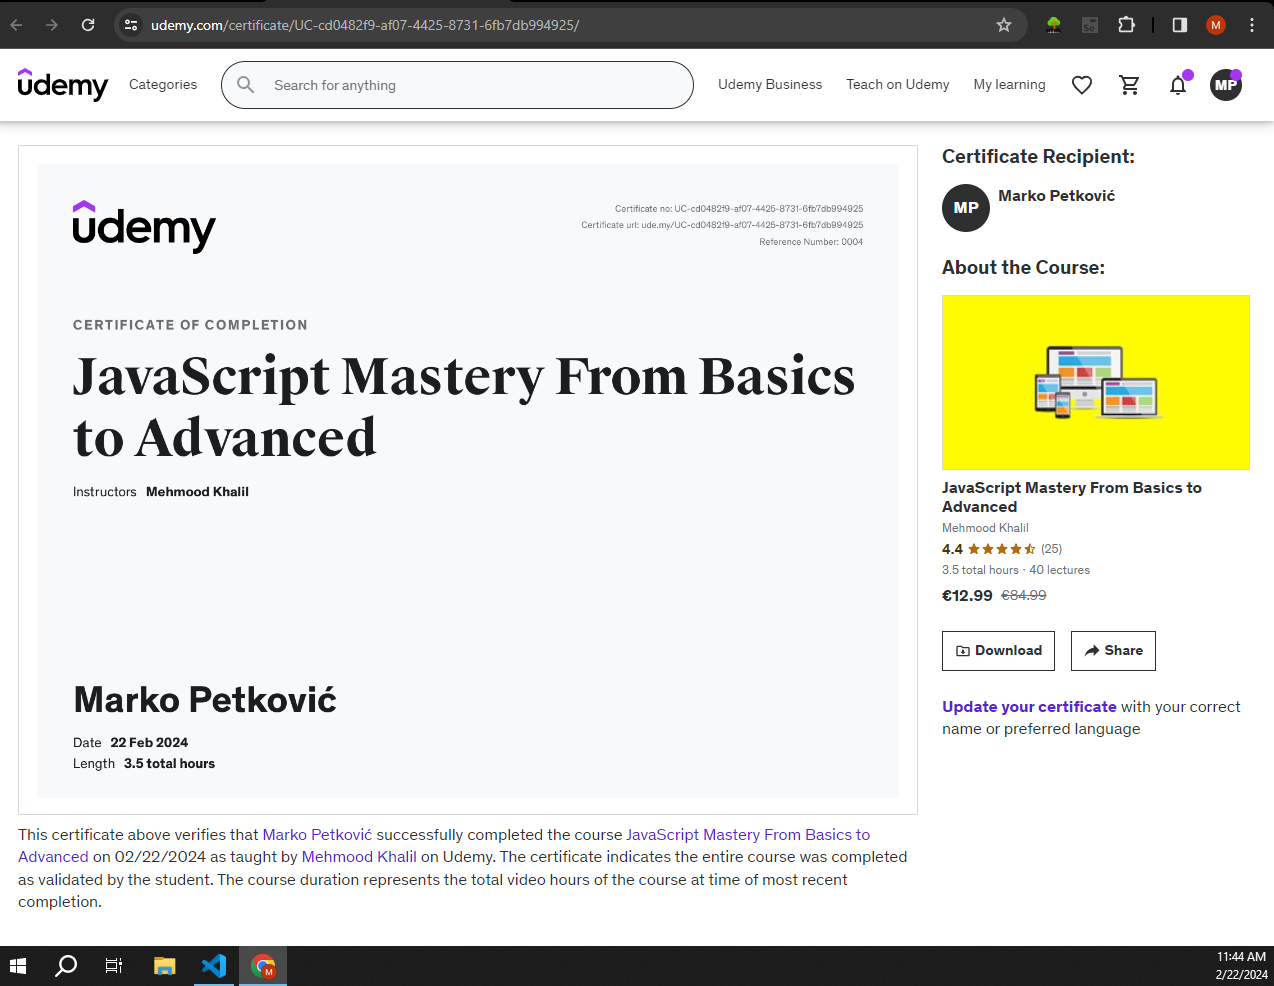 udemy.com/certificate/UC-cd0482f9-af07-4425-8731-6fb7db994925/
M
udemy
Categories
Search for anything
Udemy Business
Teach on Udemy
My learning
MP
udemy
Certificate no: UC-cd0482f9-af07-4425-8731-6fb7db994925
Certificate url: ude.my/UC-cd0482f9-af07-4425-8731-6fb7db994925
Reference Number: 0004
CERTIFICATE OF COMPLETION
JavaScript Mastery From Basics
to Advanced
Instructors Mehmood Khalil
Marko Petković
Date 22 Feb 2024
Length 3.5 total hours
This certificate above verifies that Marko Petković successfully completed the course JavaScript Mastery From Basics to
Advanced on 02/22/2024 as taught by Mehmood Khalil on Udemy. The certificate indicates the entire course was completed
as validated by the student. The course duration represents the total video hours of the course at time of most recent
completion.
Certificate Recipient:
MP
Marko Petković
About the Course:
JavaScript Mastery From Basics to
Advanced
Mehmood Khalil
4.4 (25)
3.5 total hours · 40 lectures
€12.99 €84.99
Download
Share
Update your certificate with your correct
name or preferred language
M
11:44 AM
2/22/2024